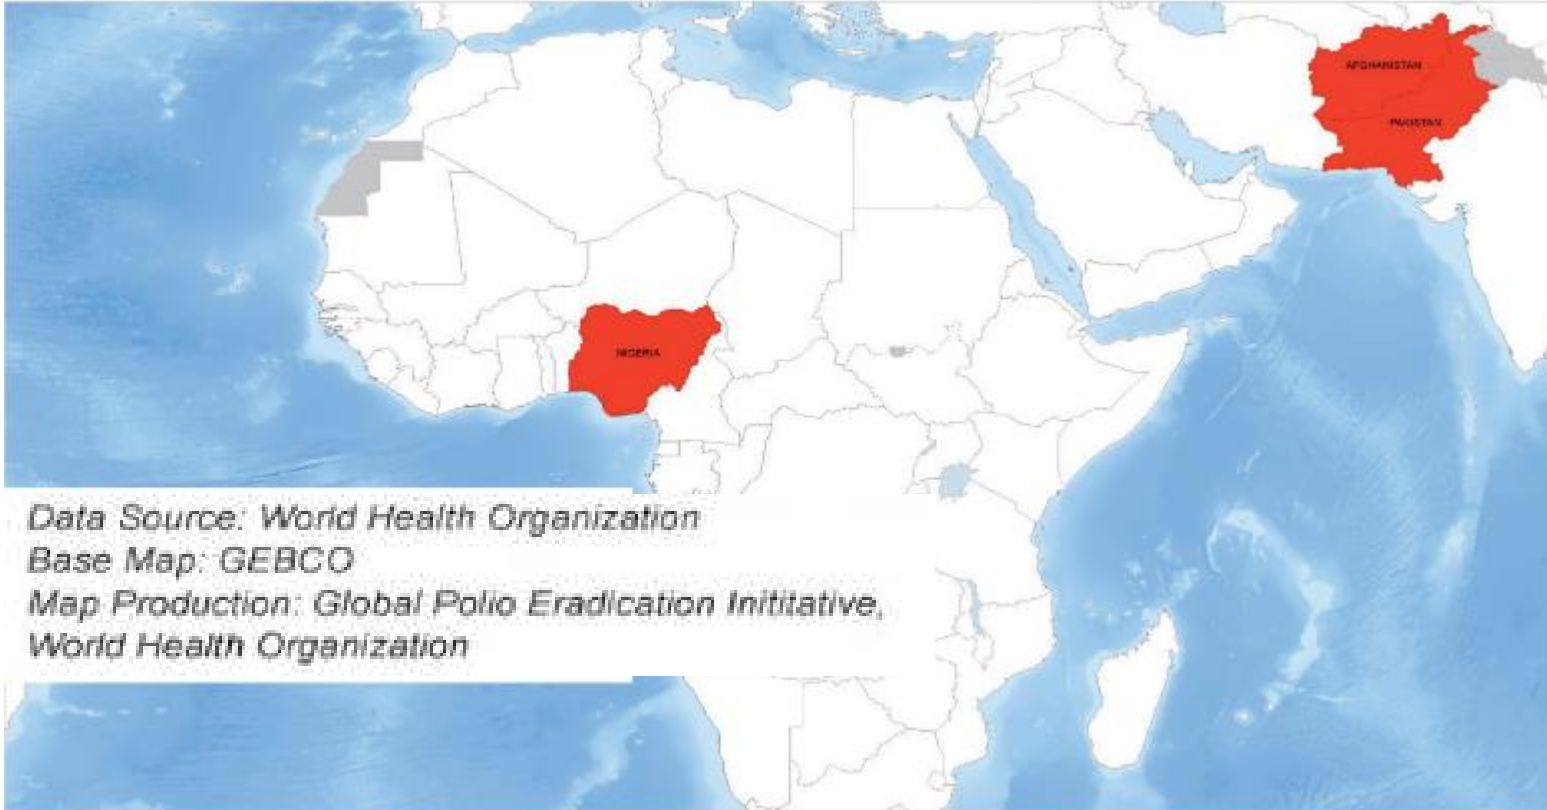 AFGHANISTAN
PAKISTAN
NIGERIA
Data Source: World Health Organization
Base Map: GEBCO
Map Production: Global Polio Eradication Inititative,
World Health Organization